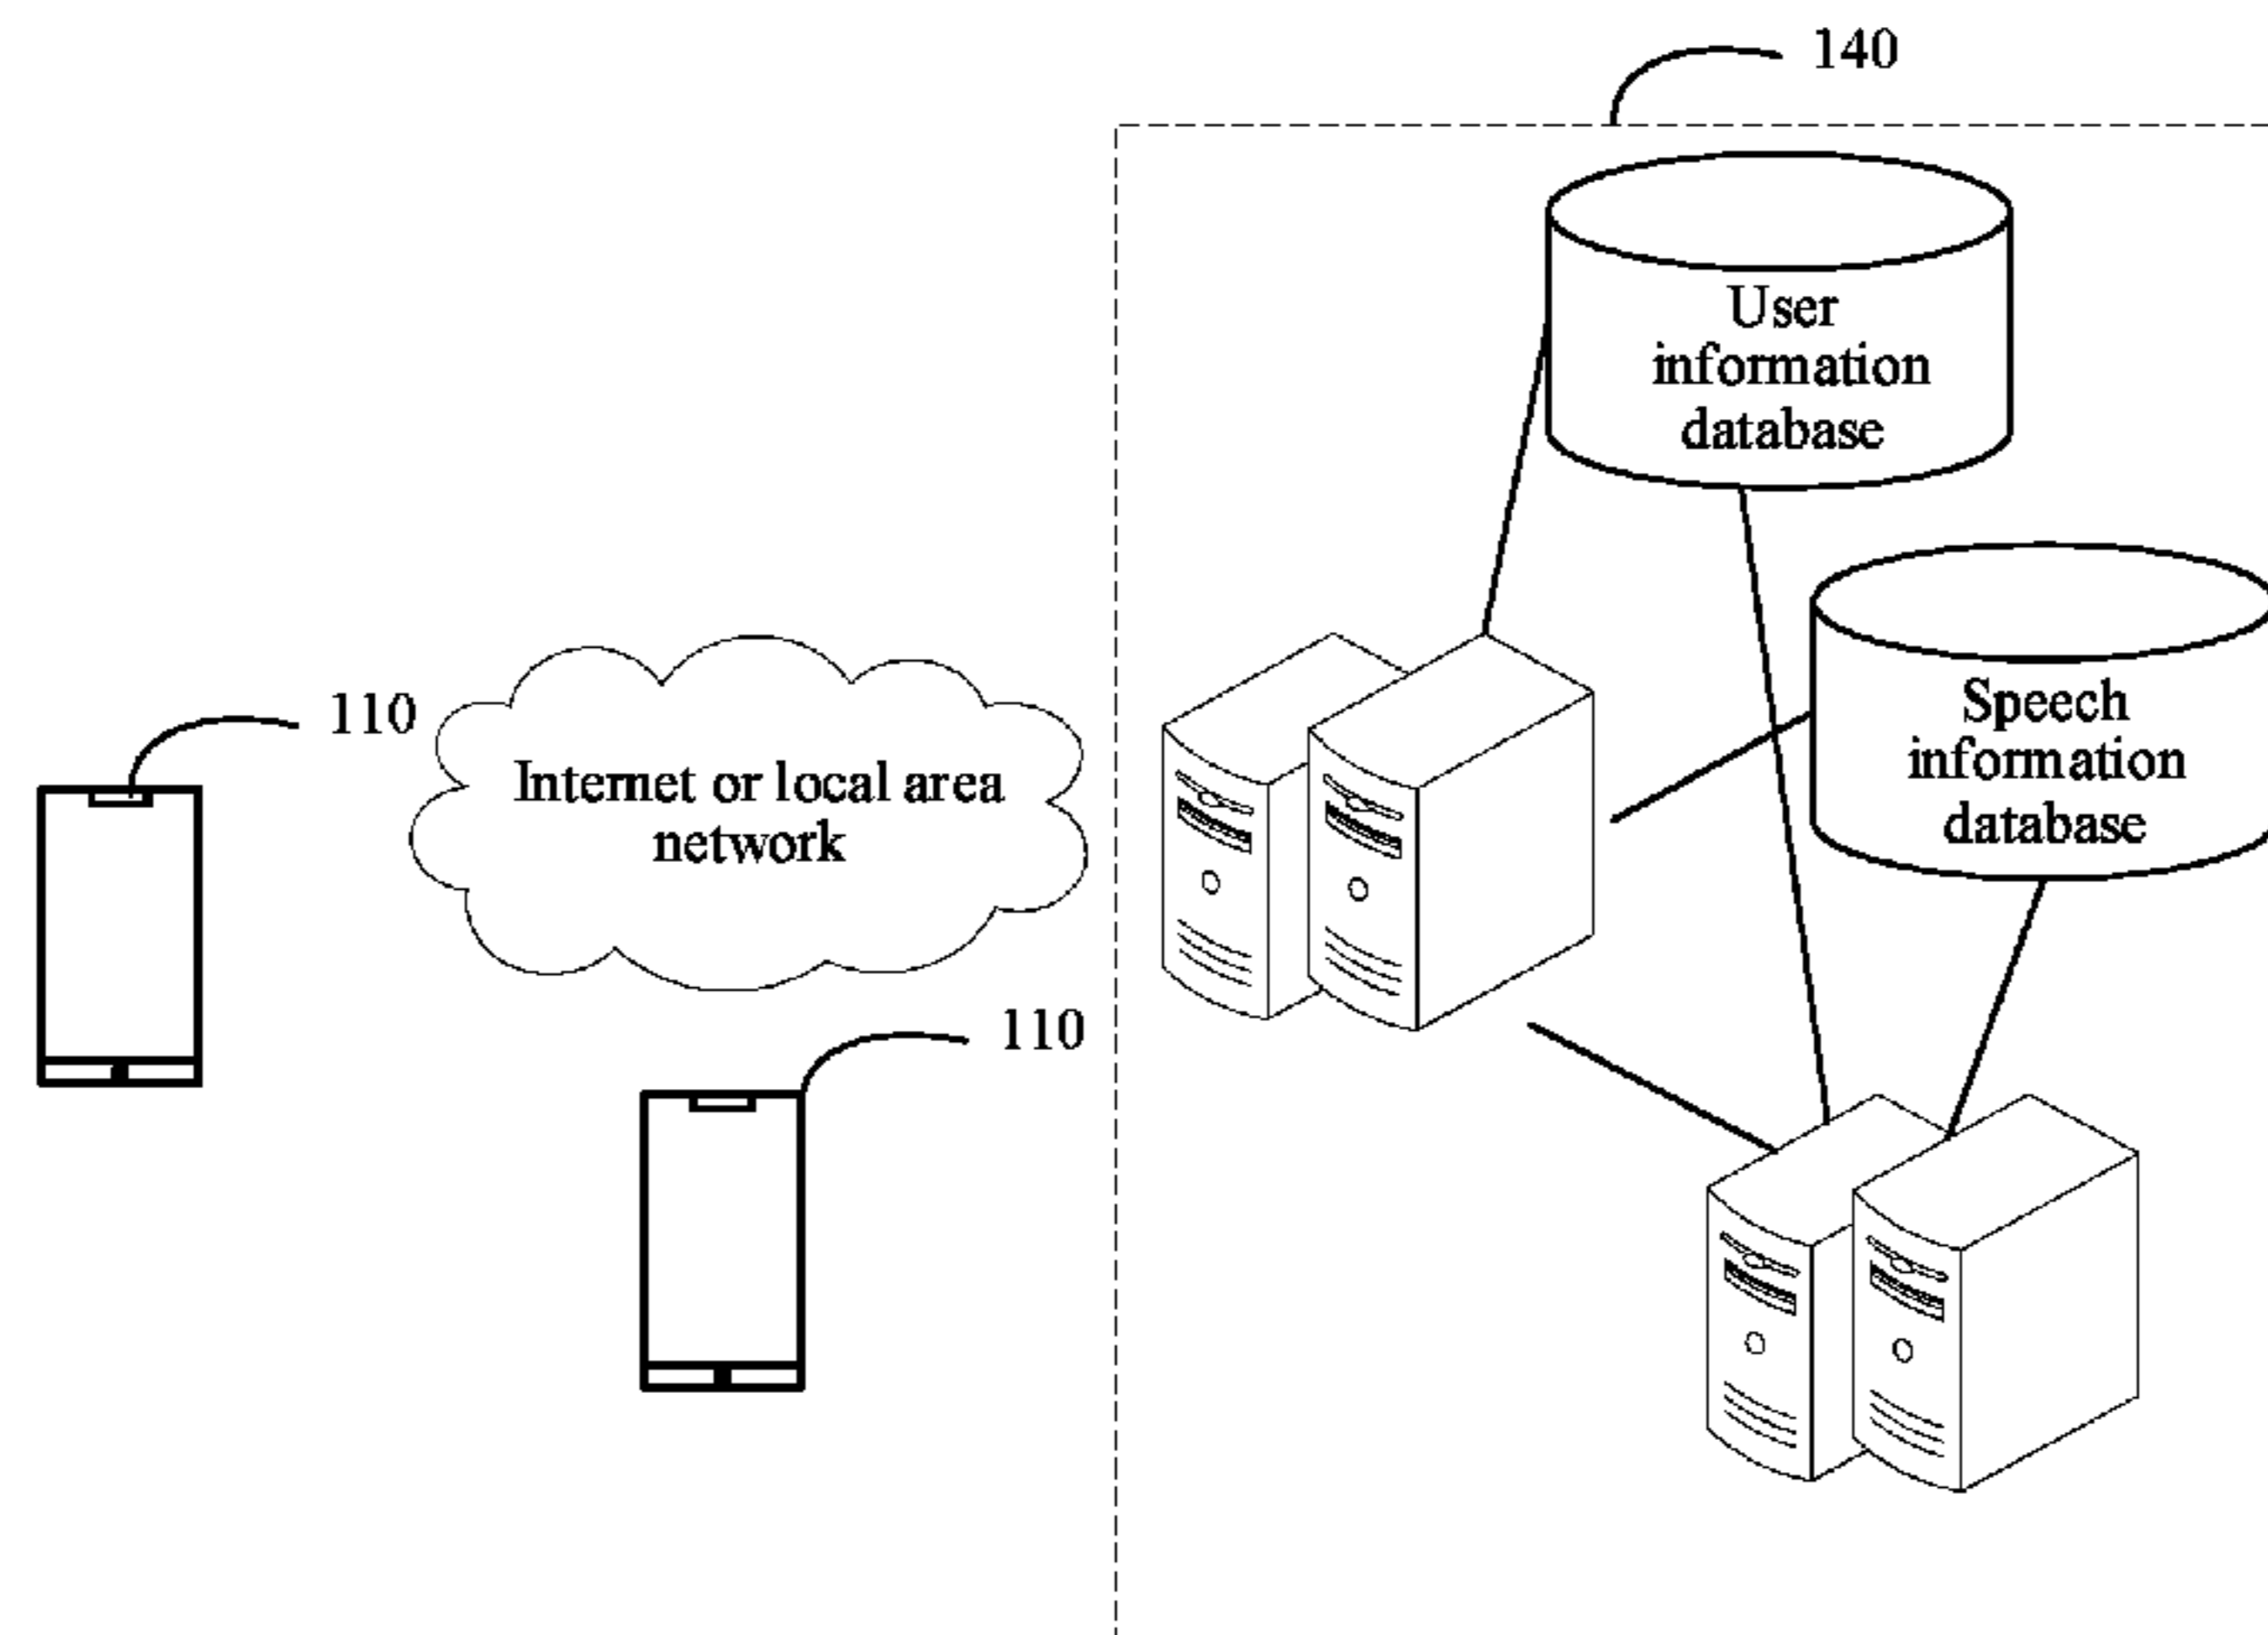 140
User
information
database
Speech
information
database
110
Internet or local area
network
110